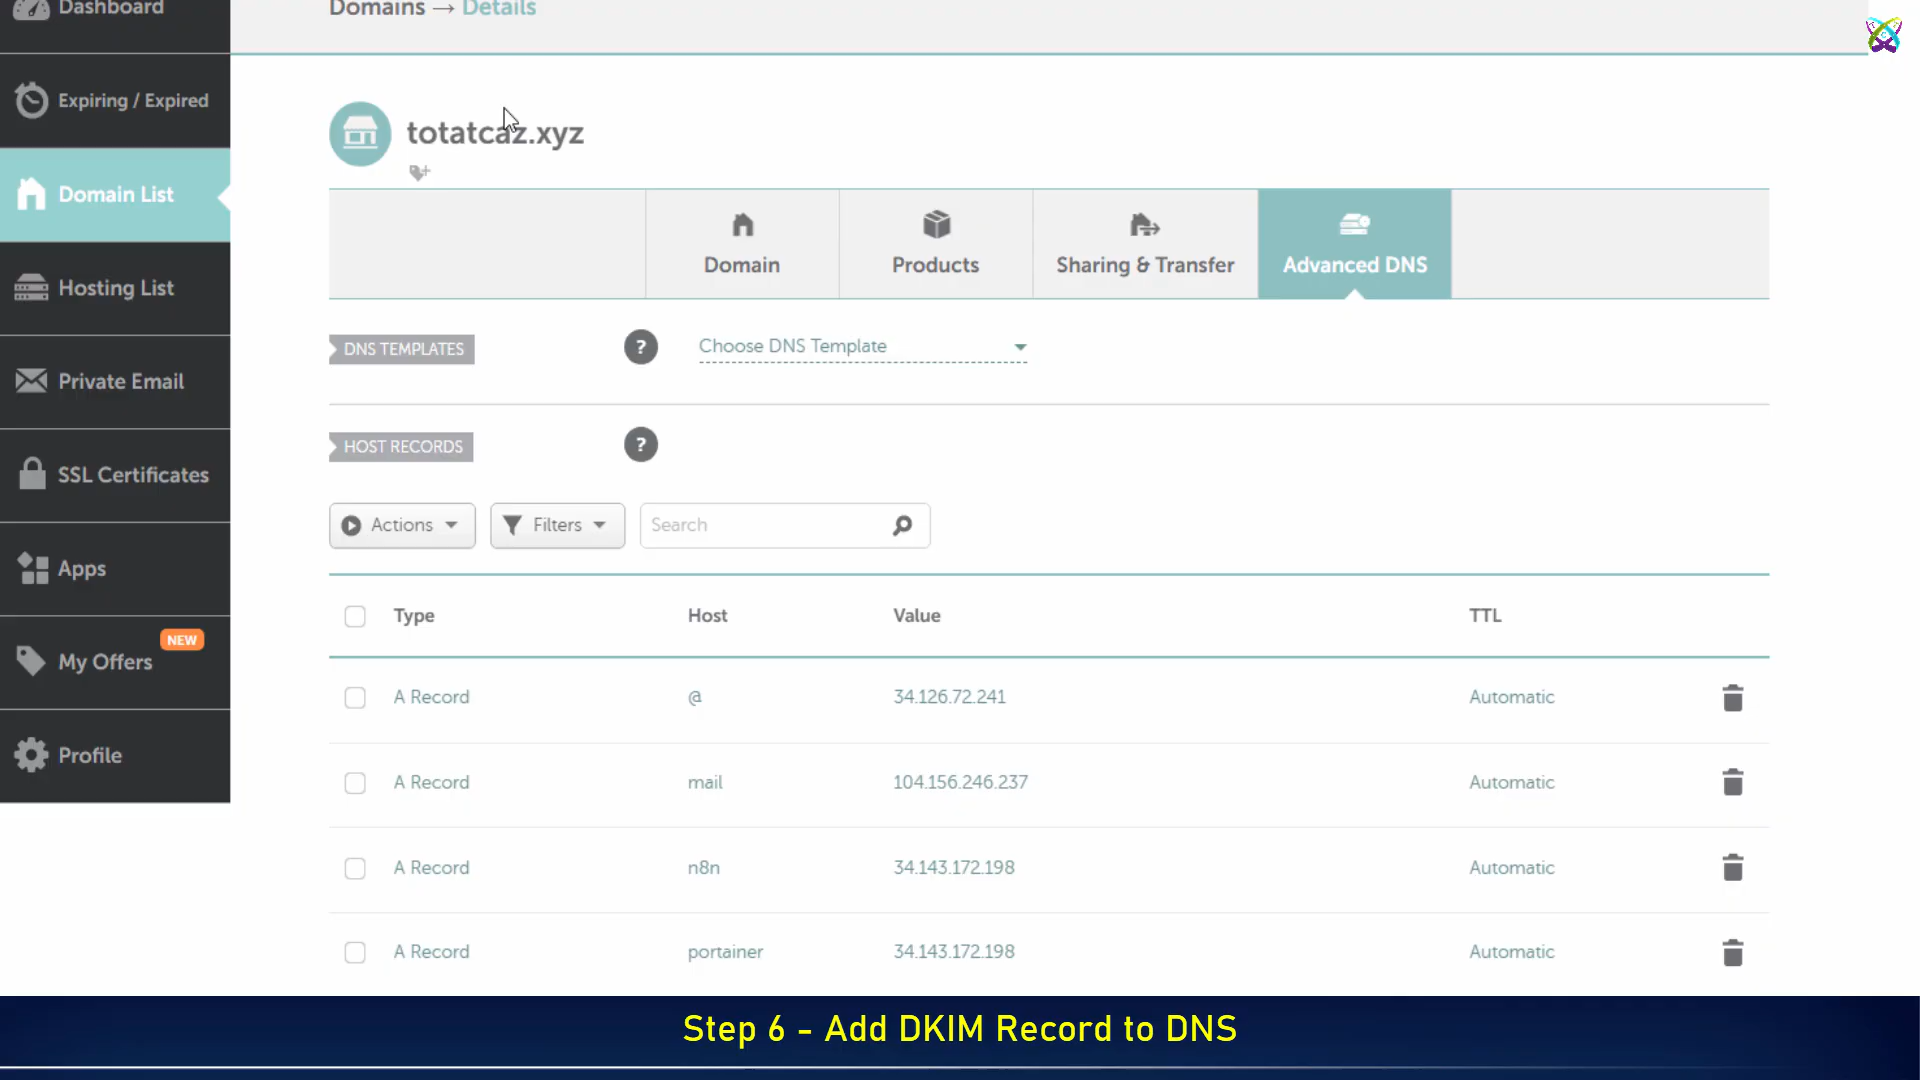 Dashboard
Domains → Details
Expiring / Expired
totatcaz.xyz
Domain List
Domain
Products
Sharing & Transfer
Advanced DNS
Hosting List
DNS TEMPLATES
?
Choose DNS Template
Private Email
HOST RECORDS
?
SSL Certificates
Actions
Filters
Search
Apps
Type
Host
Value
TTL
NEW
My Offers
A Record
@
34.126.72.241
Automatic
Profile
A Record
mail
104.156.246.237
Automatic
A Record
n8n
34.143.172.198
Automatic
A Record
portainer
34.143.172.198
Automatic
Step 6 - Add DKIM Record to DNS